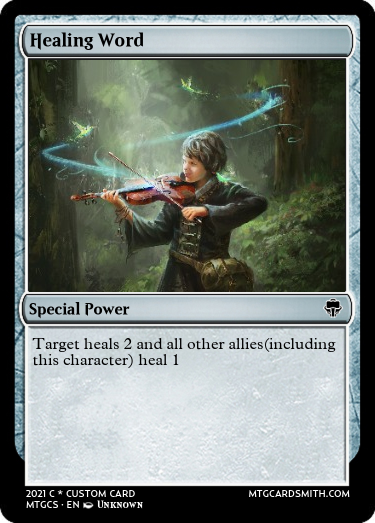 Healing Word
Special Power
Target heals 2 and all other allies(including
this character) heal 1
2021 C * CUSTOM CARD
MTGCS • EN UNKNOWN
MTGCARDSMITH.COM